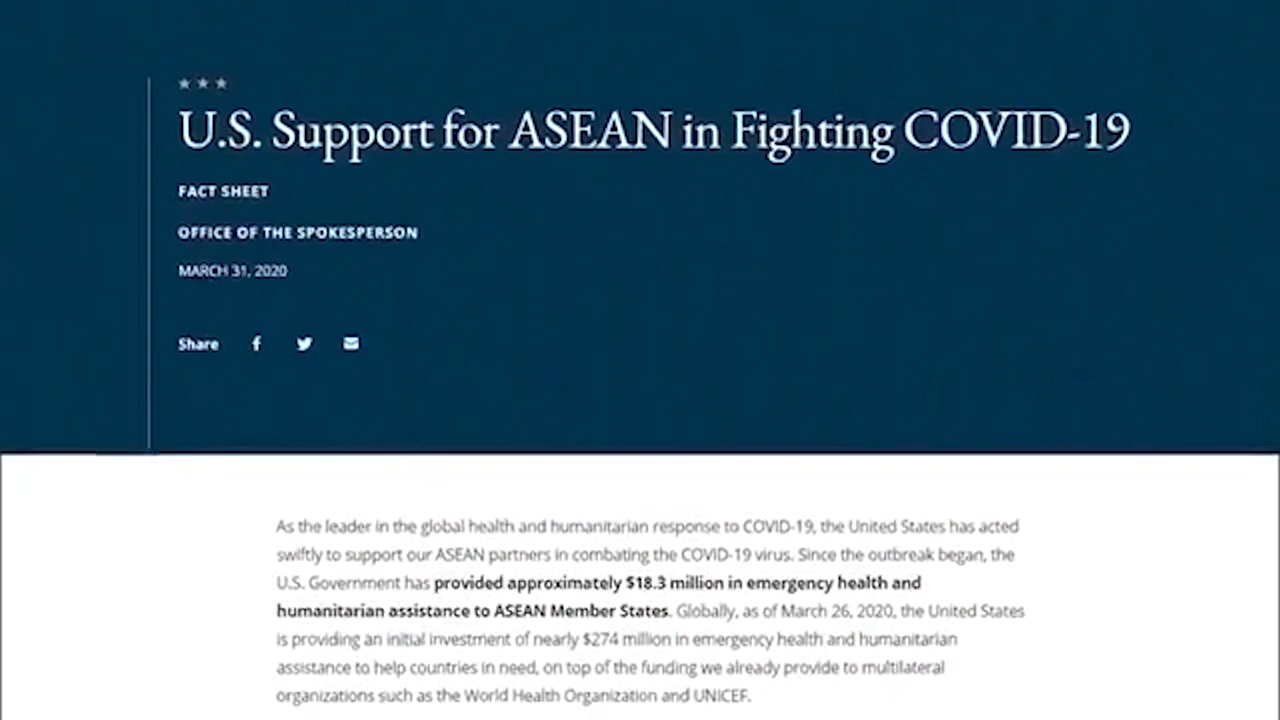 U.S. Support for ASEAN in Fighting COVID-19
FACT SHEET
OFFICE OF THE SPOKESPERSON
MARCH 31, 2020
Share
As the leader in the global health and humanitarian response to COVID-19, the United States has acted
swiftly to support our ASEAN partners in combating the COVID-19 virus. Since the outbreak began, the
U.S. Government has provided approximately $18.3 million in emergency health and
humanitarian assistance to ASEAN Member States. Globally, as of March 26, 2020, the United States
is providing an initial investment of nearly $274 million in emergency health and humanitarian
assistance to help countries in need, on top of the funding we already provide to multilateral
organizations such as the World Health Organization and UNICEF.